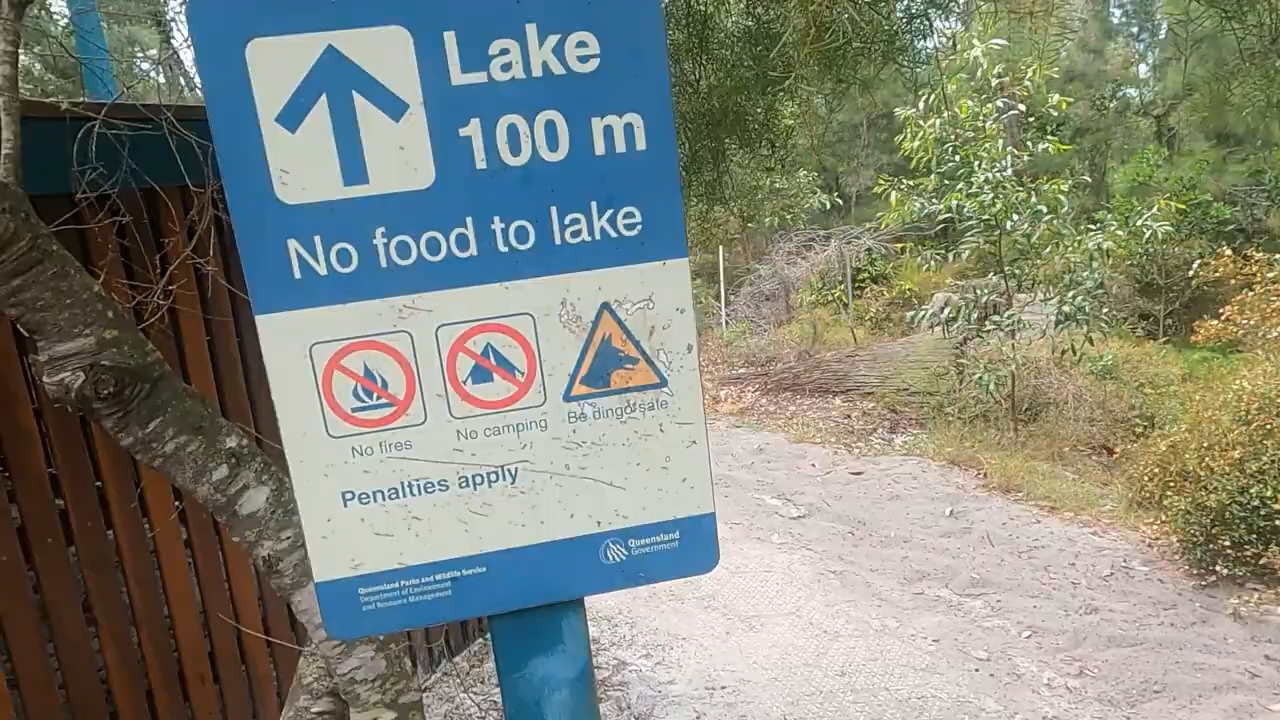 Lake
100 m
No food to lake
No fires
No camping
Be dingo-safe
Penalties apply
Queensland Parks and Wildlife Service
Department of Environment
and Resource Management
Queensland
Government